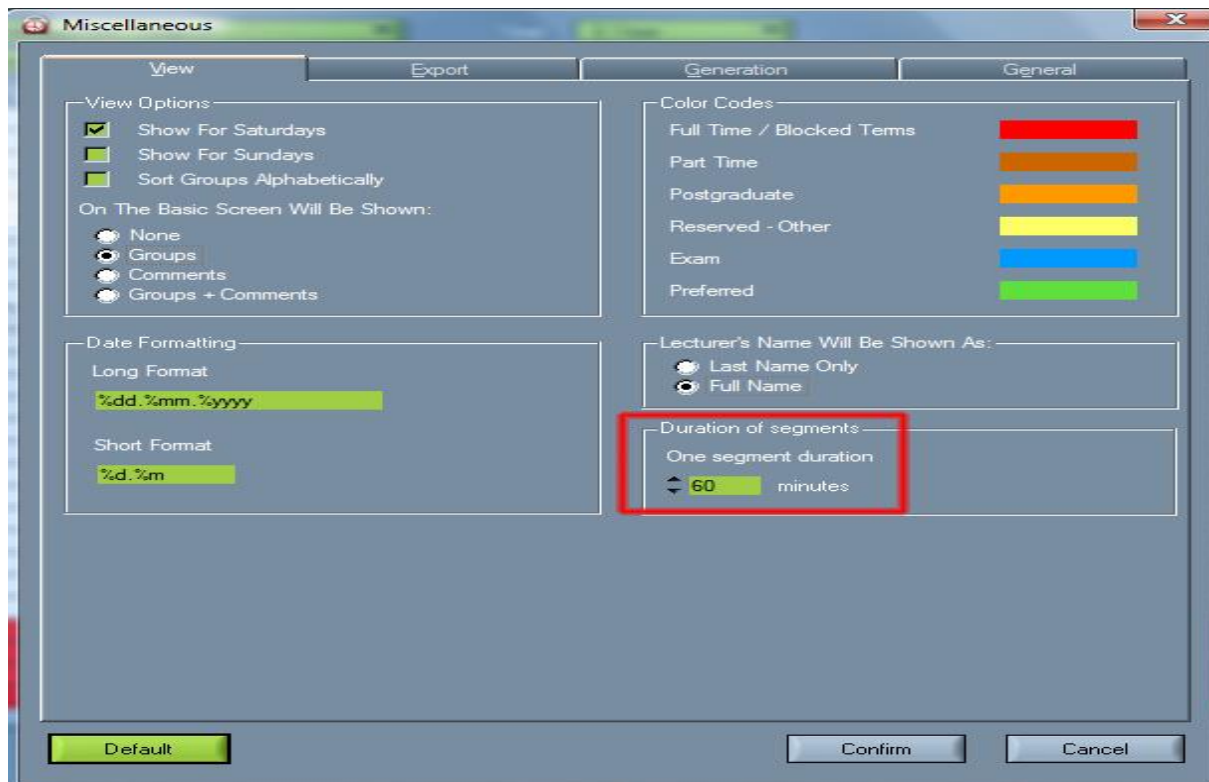 Miscellaneous
View
Export
Generation
General
View Options
Show For Saturdays
Show For Sundays
Sort Groups Alphabetically
On The Basic Screen Will Be Shown:
None
Groups
Comments
Groups + Comments
Color Codes
Full Time / Blocked Terms
Part Time
Postgraduate
Reserved - Other
Exam
Preferred
Date Formatting
Long Format
%dd.%mm.%yyyy
Short Format
%d.%m
Lecturer's Name Will Be Shown As:
Last Name Only
Full Name
Duration of segments
One segment duration
60 minutes
Default
Confirm
Cancel